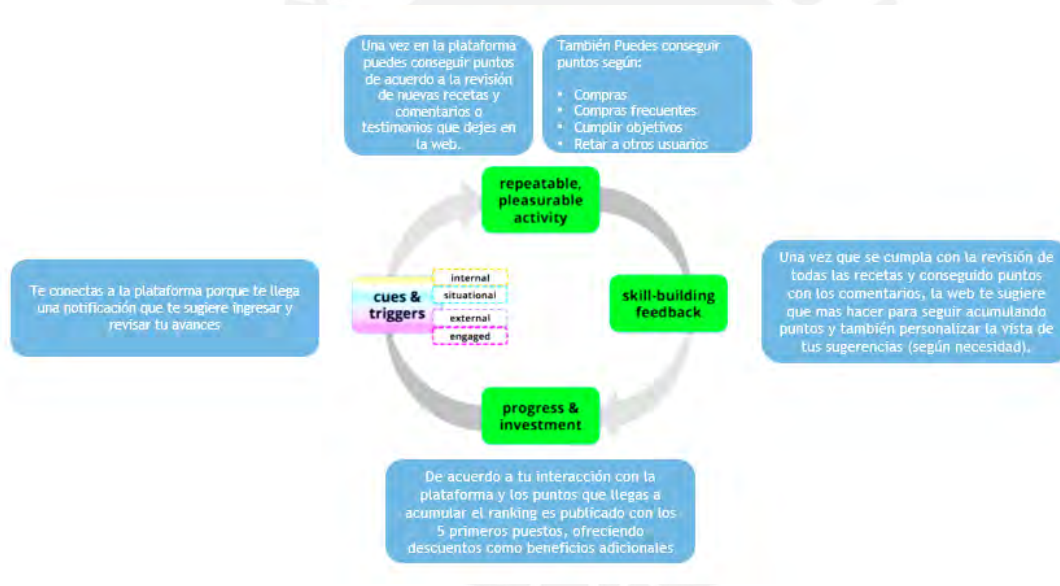 Una vez en la plataforma
puedes conseguir puntos
de acuerdo a la revisión
de nuevas recetas y
comentarios o
testimonios que dejes en
la web.
También Puedes conseguir
puntos según:
• Compras
• Compras frecuentes
• Cumplir objetivos
• Retar a otros usuarios
repeatable,
pleasurable
activity
Te conectas a la plataforma porque te llega
una notificación que te sugiere ingresar y
revisar tu avances
cues &
triggers
internal
situational
external
engaged
skill-building
feedback
Una vez que se cumpla con la revisión de
todas las recetas y conseguido puntos
con los comentarios, la web te sugiere
que mas hacer para seguir acumulando
puntos y también personalizar la vista de
tus sugerencias (según necesidad).
progress &
investment
De acuerdo a tu interacción con la
plataforma y los puntos que llegas a
acumular el ranking es publicado con los
5 primeros puestos, ofreciendo
descuentos como beneficios adicionales